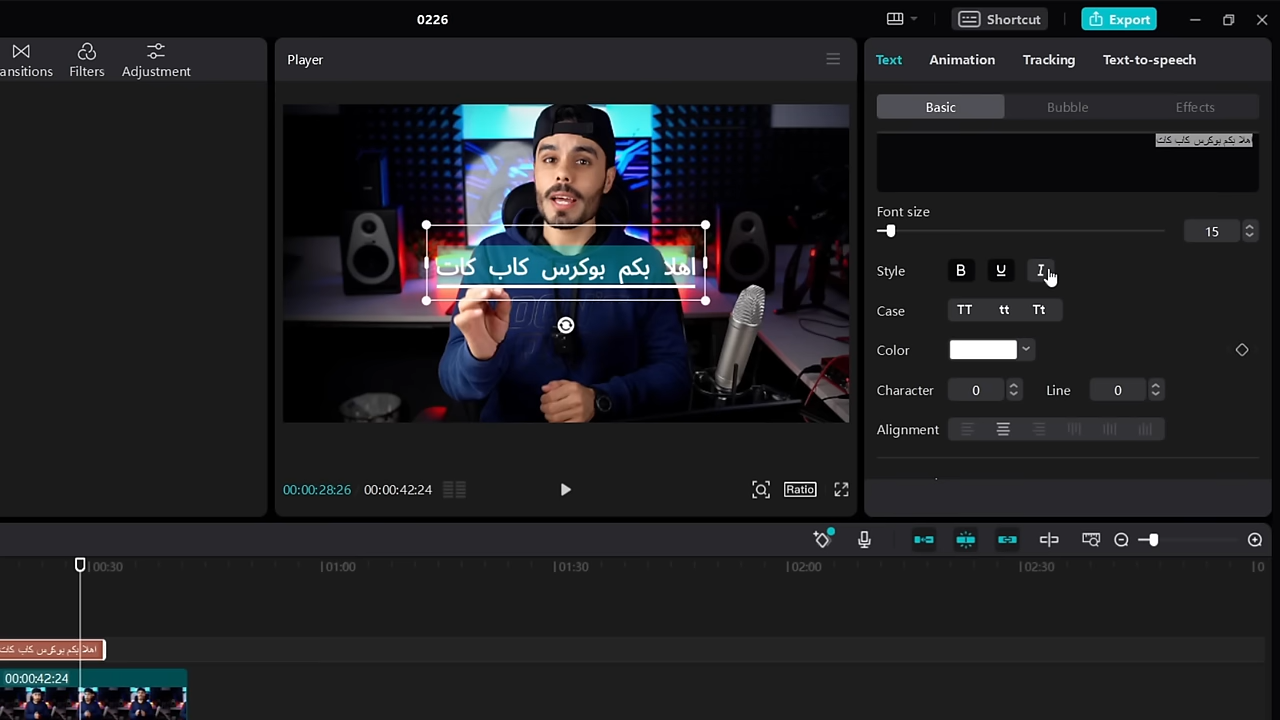 0226
Shortcut
Export
ansitions
Filters
Adjustment
Player
اهلا بكم بوكرس كاب كات
00:00:28:26
00:00:42:24
Ratio
Text
Animation
Tracking
Text-to-speech
Basic
Bubble
Effects
اهلا بكم بوكرس كاب كات
Font size
15
Style
B
U
I
Case
TT
tt
Tt
Color
Character
0
Line
0
Alignment
00:30
01:00
01:30
02:00
02:30
0
اهلا بكم بوكرس كاب كات
00:00:42:24